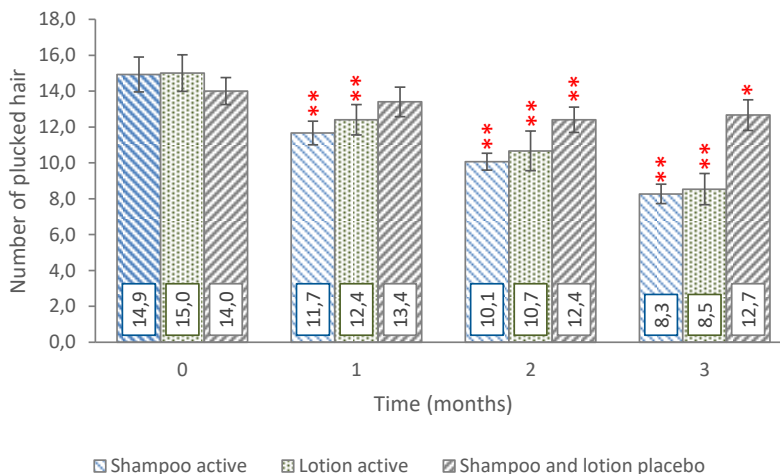 18,0
16,0
14,0
12,0
10,0
8,0
6,0
4,0
2,0
0,0
Number of plucked hair
** ** ** ** ** ** ** *
14,9 15,0 14,0 11,7 12,4 13,4 10,1 10,7 12,4 8,3 8,5 12,7
0 1 2 3
Time (months)
Shampoo active Lotion active Shampoo and lotion placebo